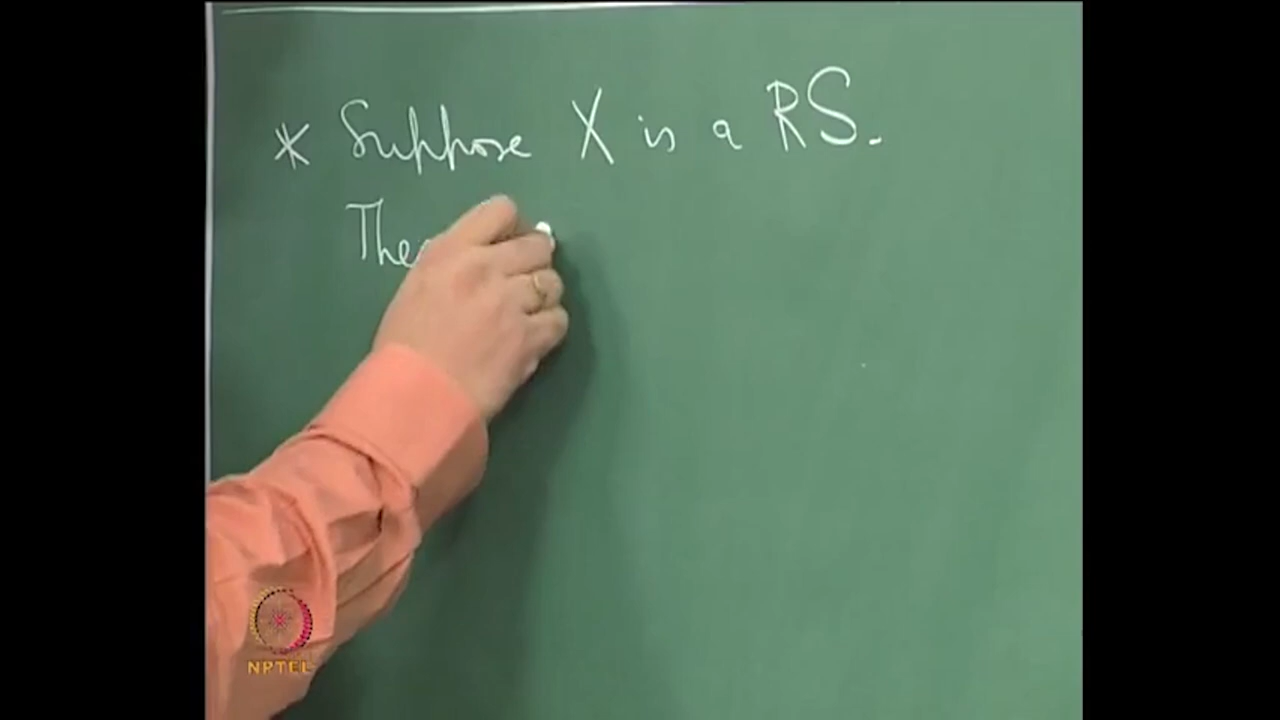 * Suppose X is a RS.
The
NPTEL